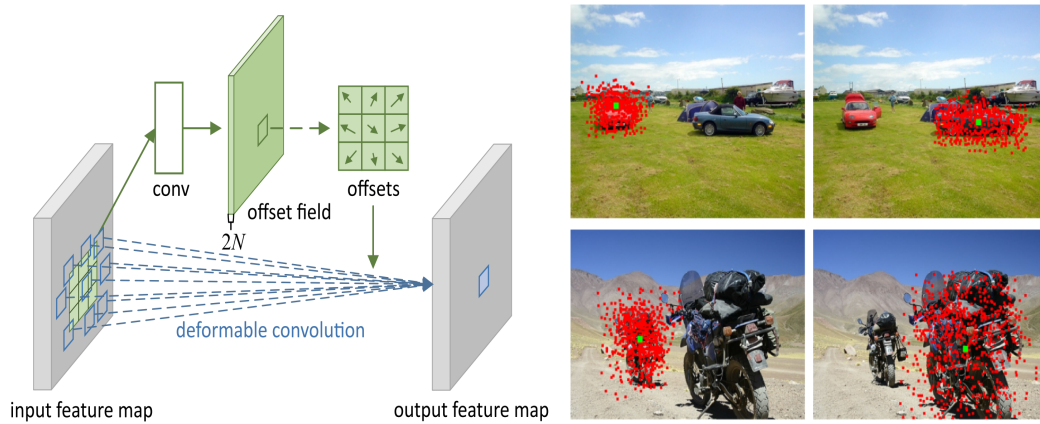 conv
offset field
offsets
2N
deformable convolution
input feature map
output feature map